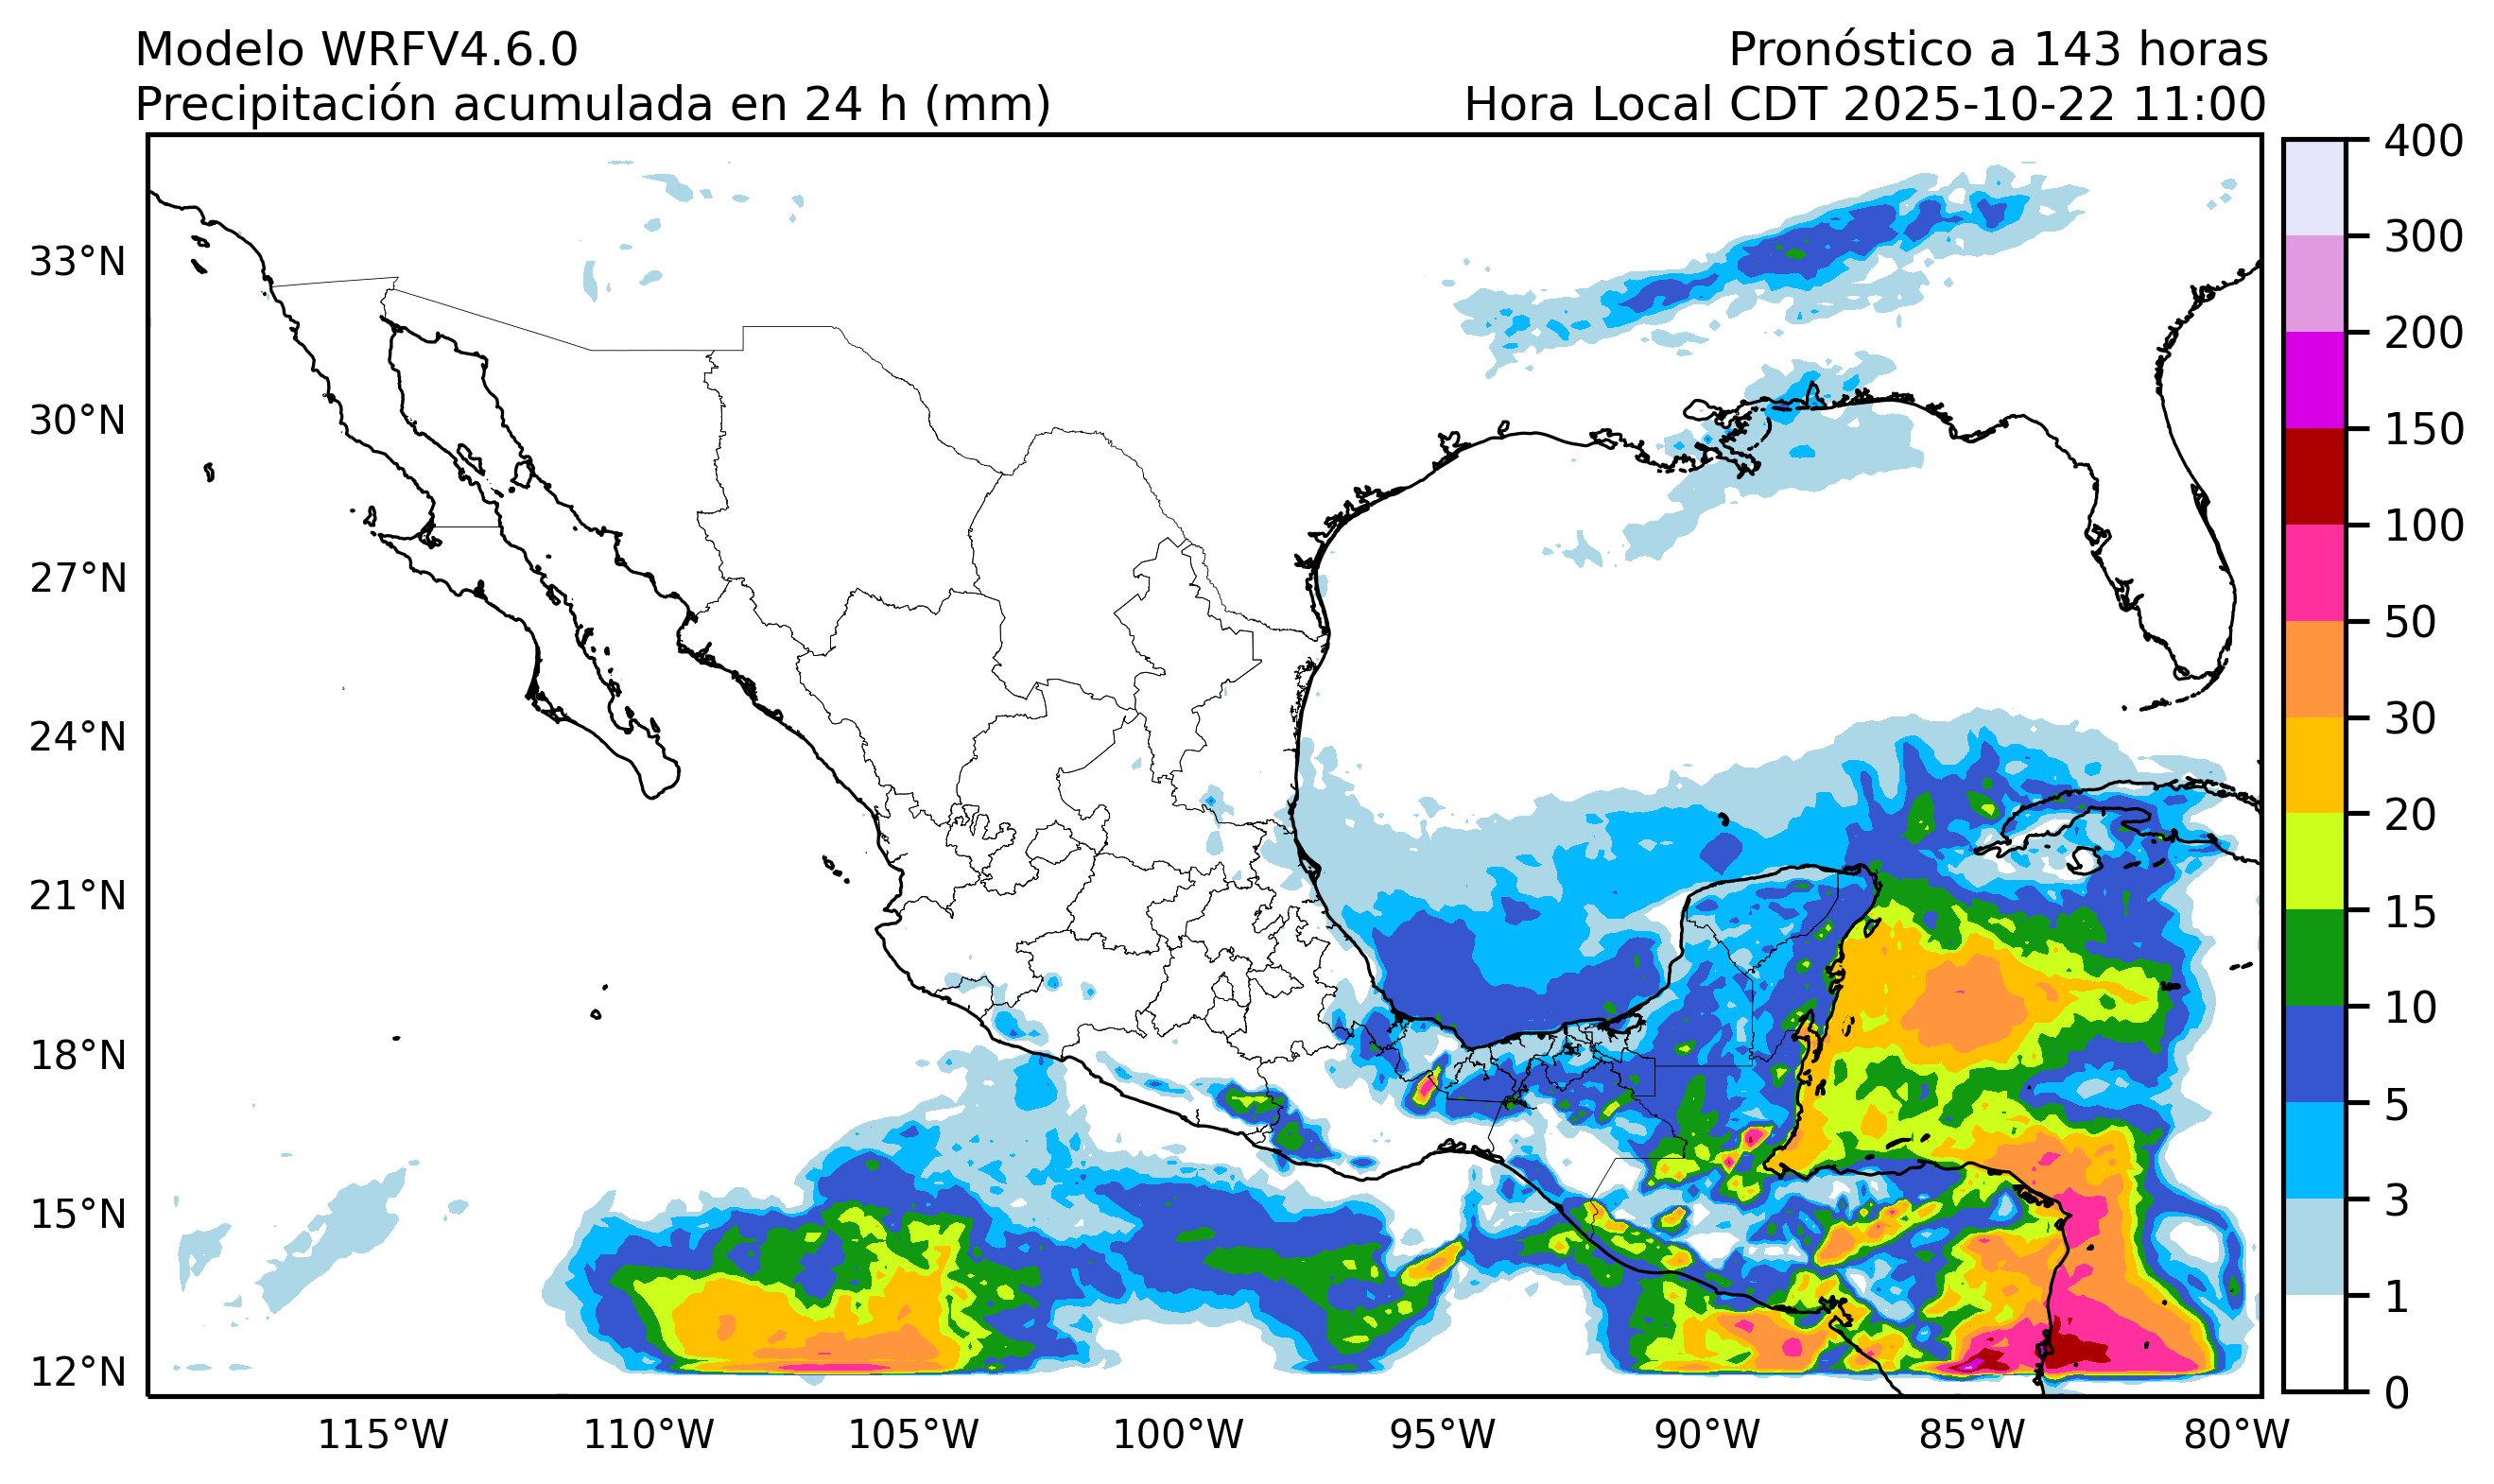 Modelo WRFV4.6.0
Pronóstico a 143 horas
Precipitación acumulada en 24 h (mm)
Hora Local CDT 2025-10-22 11:00
33°N
30°N
27°N
24°N
21°N
18°N
15°N
12°N
115°W
110°W
105°W
100°W
95°W
90°W
85°W
80°W
400
300
200
150
100
50
30
20
15
10
5
3
1
0